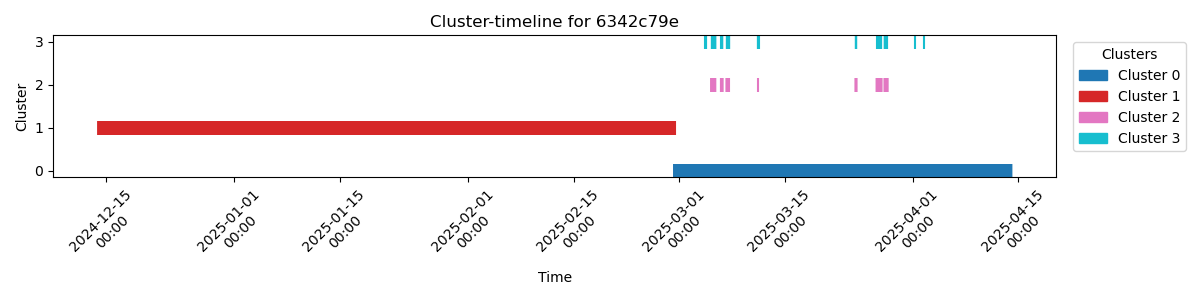 Cluster-timeline for 6342c79e
Cluster
3
2
1
0
2024-12-15
00:00
2025-01-01
00:00
2025-01-15
00:00
2025-02-01
00:00
2025-02-15
00:00
2025-03-01
00:00
2025-03-15
00:00
2025-04-01
00:00
2025-04-15
00:00
Time
Clusters
Cluster 0
Cluster 1
Cluster 2
Cluster 3